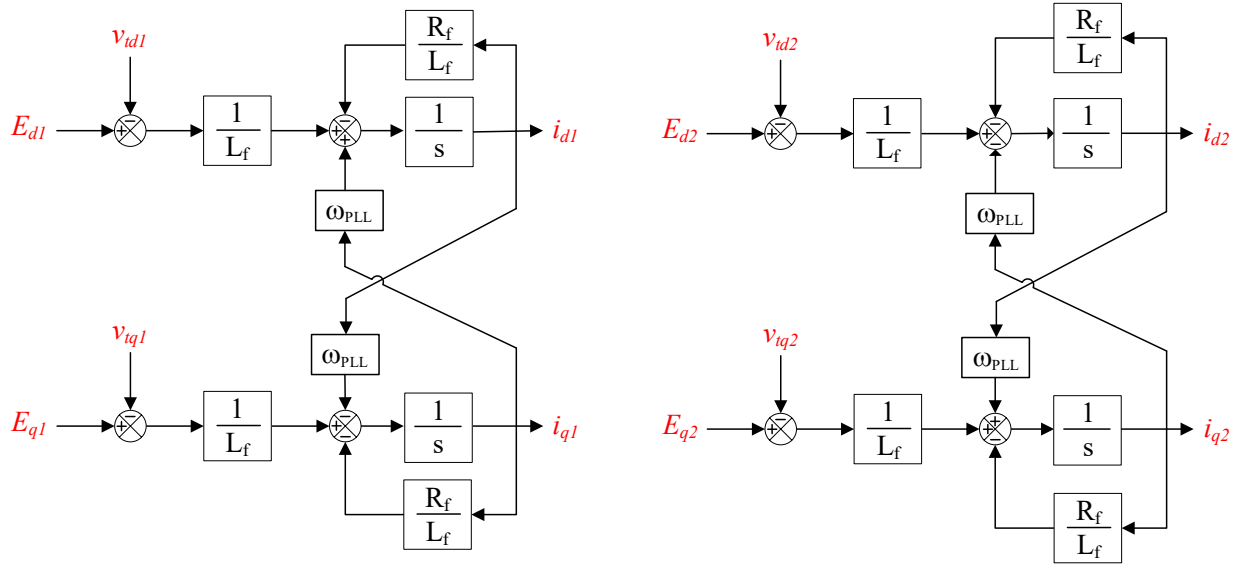 v_td1
R_f
L_f
E_d1
1
L_f
1
s
i_d1
ω_PLL
v_tq1
ω_PLL
E_q1
1
L_f
1
s
i_q1
R_f
L_f
v_td2
R_f
L_f
E_d2
1
L_f
1
s
i_d2
ω_PLL
v_tq2
ω_PLL
E_q2
1
L_f
1
s
i_q2
R_f
L_f